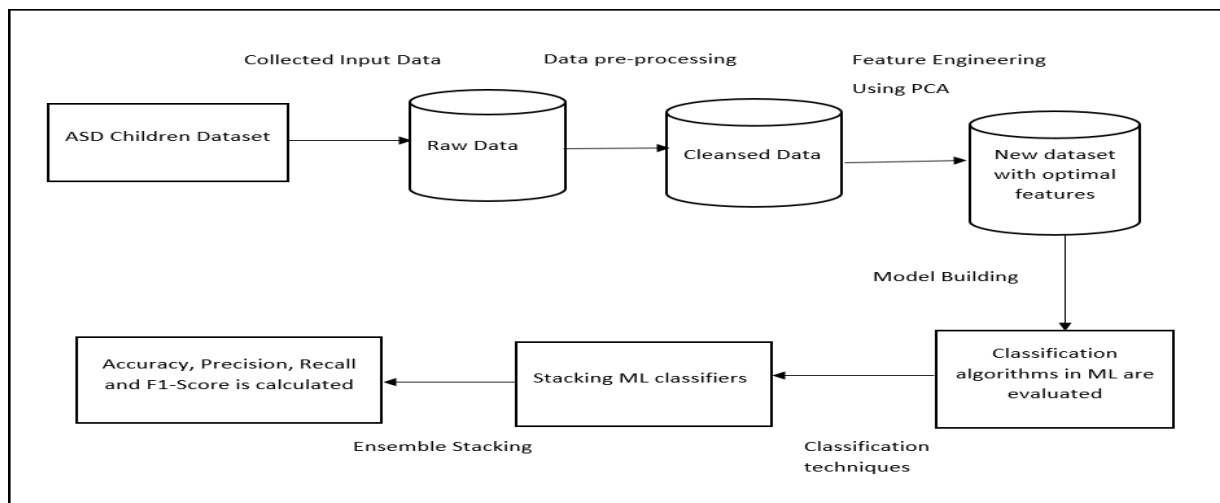 Collected Input Data
Data pre-processing
Feature Engineering
Using PCA
ASD Children Dataset
Raw Data
Cleansed Data
New dataset
with optimal
features
Model Building
Classification
algorithms in ML are
evaluated
Stacking ML classifiers
Accuracy, Precision, Recall
and F1-Score is calculated
Classification
techniques
Ensemble Stacking